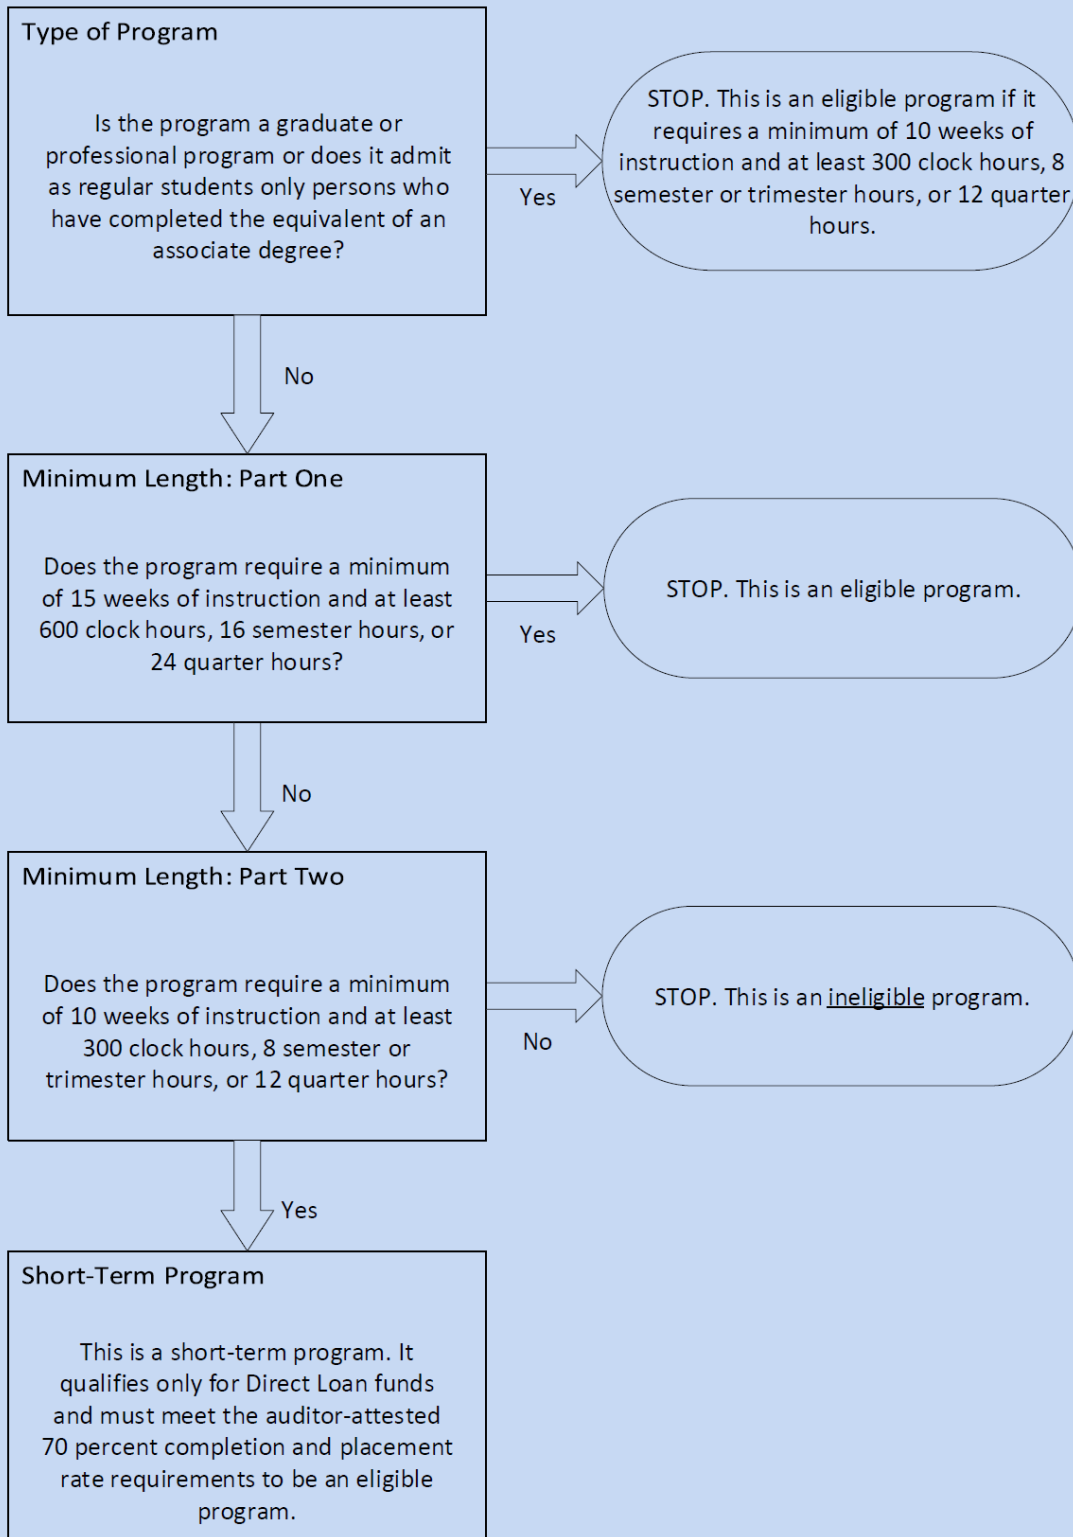 Type of Program
Is the program a graduate or
professional program or does it admit
as regular students only persons who
have completed the equivalent of an
associate degree?
Yes
STOP. This is an eligible program if it
requires a minimum of 10 weeks of
instruction and at least 300 clock hours, 8
semester or trimester hours, or 12 quarter
hours.
No
Minimum Length: Part One
Does the program require a minimum
of 15 weeks of instruction and at least
600 clock hours, 16 semester hours, or
24 quarter hours?
Yes
STOP. This is an eligible program.
No
Minimum Length: Part Two
Does the program require a minimum
of 10 weeks of instruction and at least
300 clock hours, 8 semester or
trimester hours, or 12 quarter hours?
No
STOP. This is an ineligible program.
Yes
Short-Term Program
This is a short-term program. It
qualifies only for Direct Loan funds
and must meet the auditor-attested
70 percent completion and placement
rate requirements to be an eligible
program.